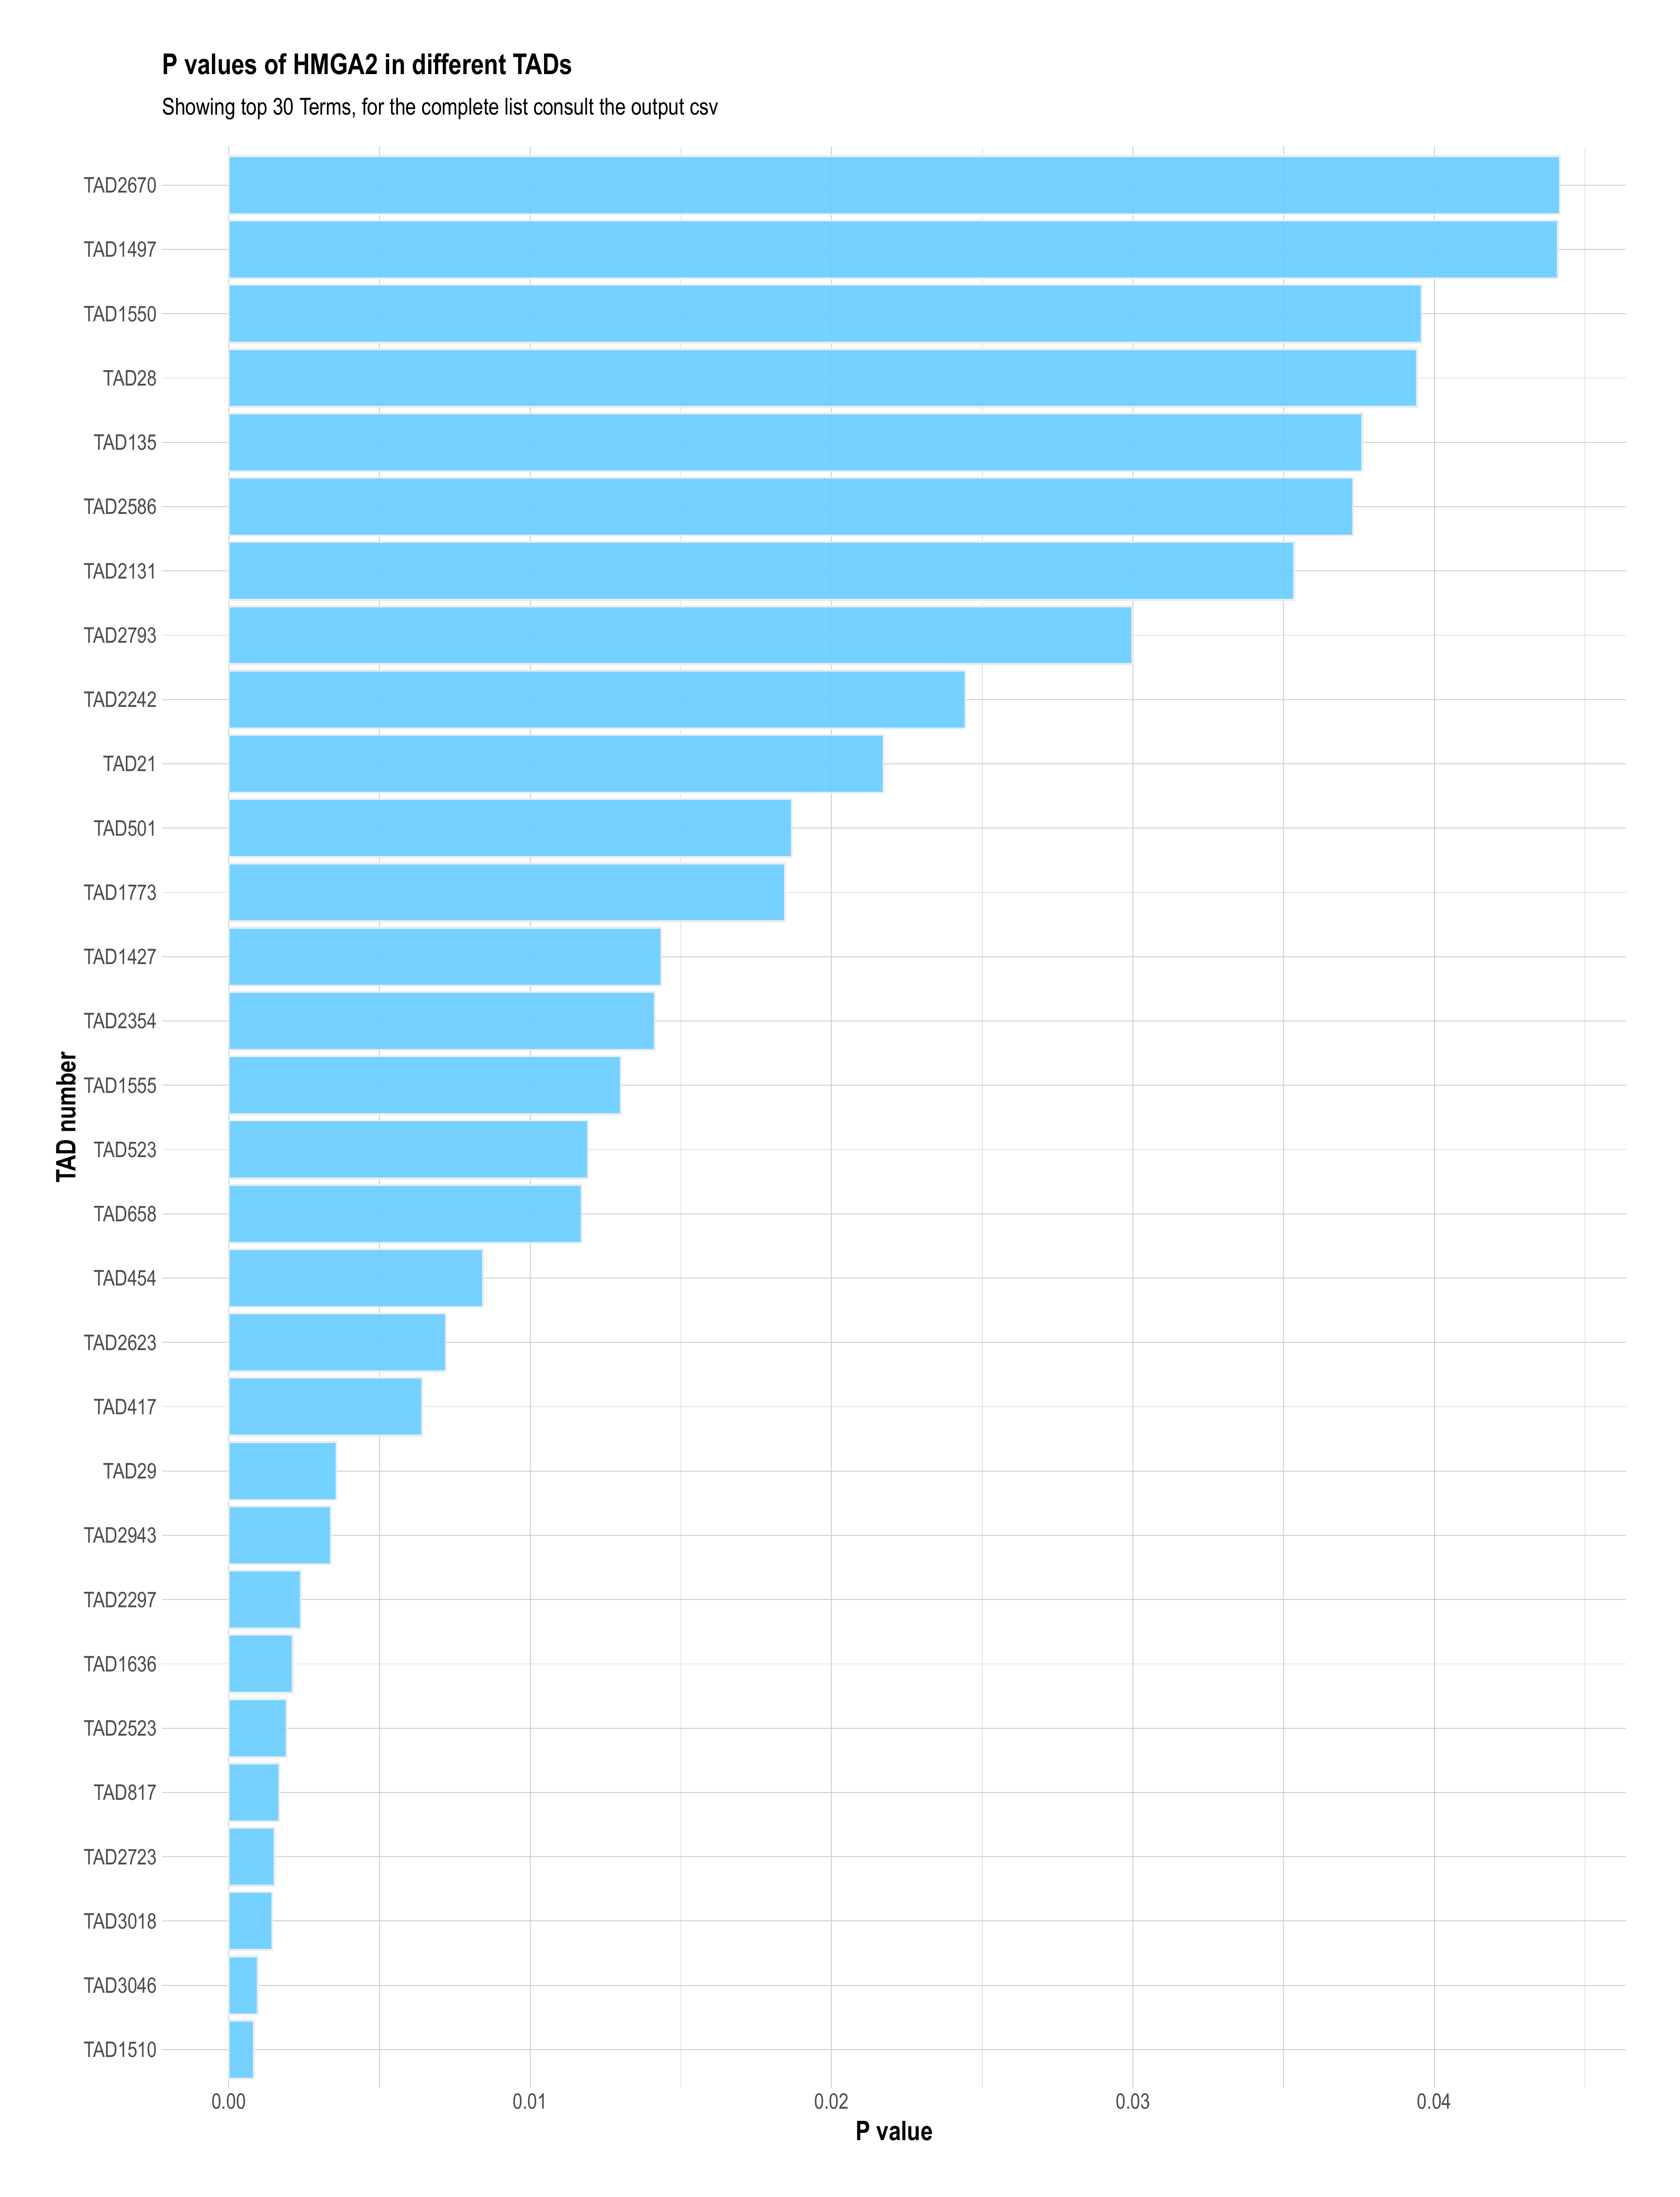 P values of HMGA2 in different TADs
Showing top 30 Terms, for the complete list consult the output csv
TAD2670
TAD1497
TAD1550
TAD28
TAD135
TAD2586
TAD2131
TAD2793
TAD2242
TAD21
TAD501
TAD1773
TAD1427
TAD2354
TAD1555
TAD523
TAD658
TAD454
TAD2623
TAD417
TAD29
TAD2943
TAD2297
TAD1636
TAD2523
TAD817
TAD2723
TAD3018
TAD3046
TAD1510
TAD number
0.00 0.01 0.02 0.03 0.04
P value